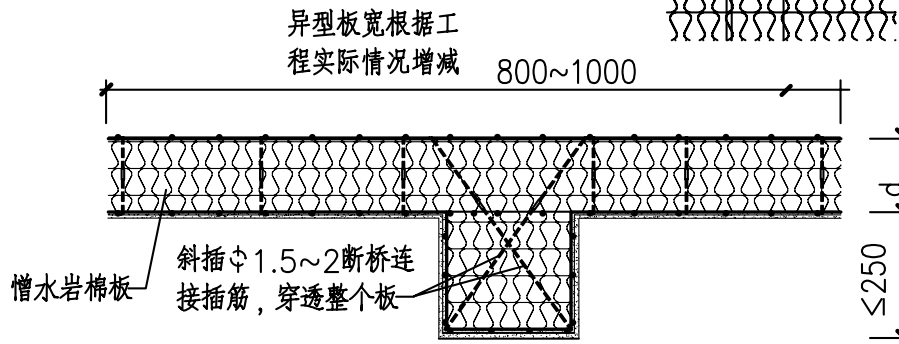 异型板宽根据工
程实际情况增减
800~1000
d
≤250
斜插ф1.5~2断桥连
接插筋，穿透整个板
憎水岩棉板